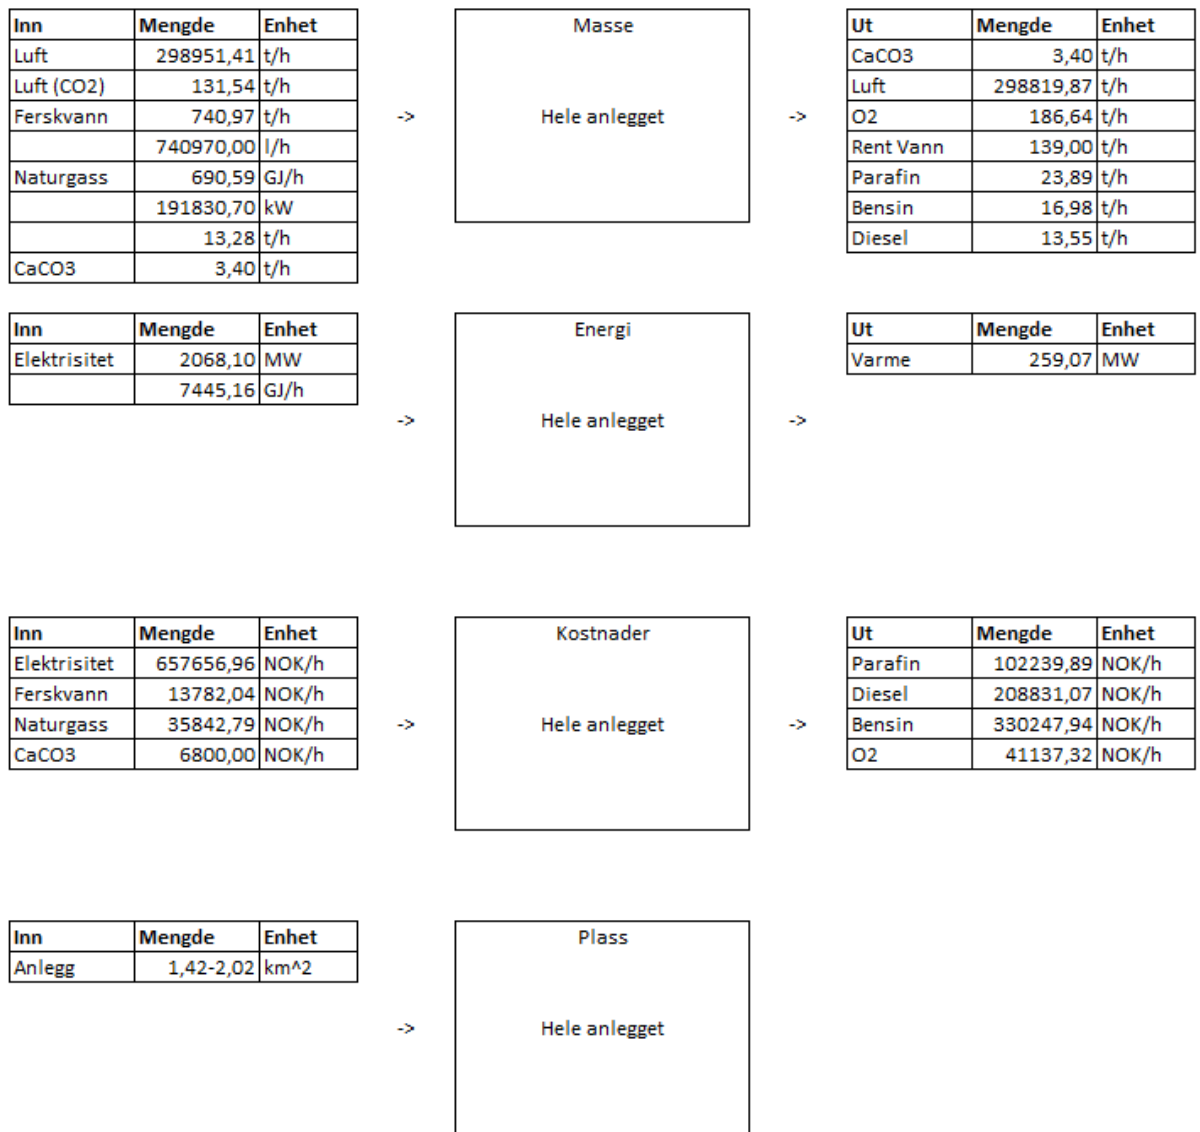 Inn Mengde Enhet Masse Ut Mengde Enhet
Luft 298951,41 t/h CaCO3 3,40 t/h
Luft (CO2) 131,54 t/h Luft 298819,87 t/h
Ferskvann 740,97 t/h -> Hele anlegget -> O2 186,64 t/h
740970,00 l/h Rent Vann 139,00 t/h
Naturgass 690,59 GJ/h Parafin 23,89 t/h
191830,70 kW Bensin 16,98 t/h
13,28 t/h Diesel 13,55 t/h
CaCO3 3,40 t/h
Inn Mengde Enhet Energi Ut Mengde Enhet
Elektrisitet 2068,10 MW Varme 259,07 MW
7445,16 GJ/h
-> Hele anlegget ->
Inn Mengde Enhet Kostnader Ut Mengde Enhet
Elektrisitet 657656,96 NOK/h Parafin 102239,89 NOK/h
Ferskvann 13782,04 NOK/h Diesel 208831,07 NOK/h
Naturgass 35842,79 NOK/h -> Hele anlegget -> Bensin 330247,94 NOK/h
CaCO3 6800,00 NOK/h O2 41137,32 NOK/h
Inn Mengde Enhet Plass
Anlegg 1,42-2,02 km^2
-> Hele anlegget